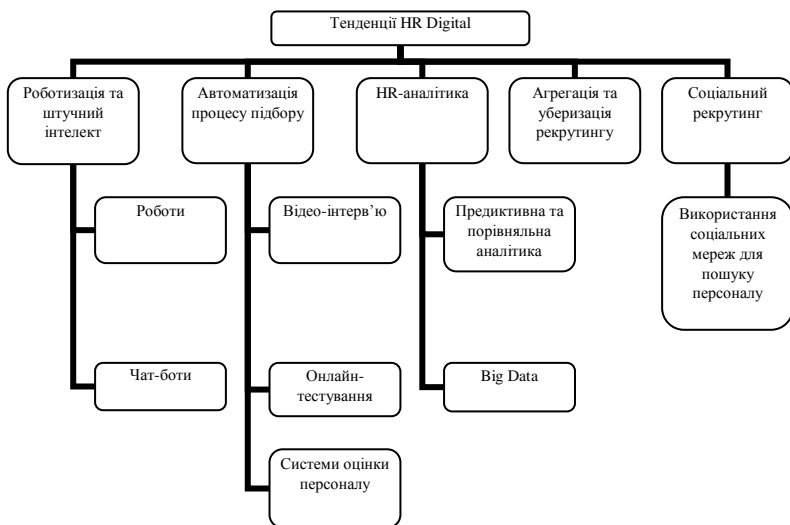 Тенденції HR Digital
Роботизація та
штучний
інтелект
Автоматизація
процесу підбору
HR-аналітика
Агрегація та
уберизація
рекрутингу
Соціальний
рекрутинг
Роботи
Відео-інтерв’ю
Предиктивна та
порівняльна
аналітика
Використання
соціальних
мереж для
пошуку
персоналу
Чат-боти
Онлайн-
тестування
Big Data
Системи оцінки
персоналу